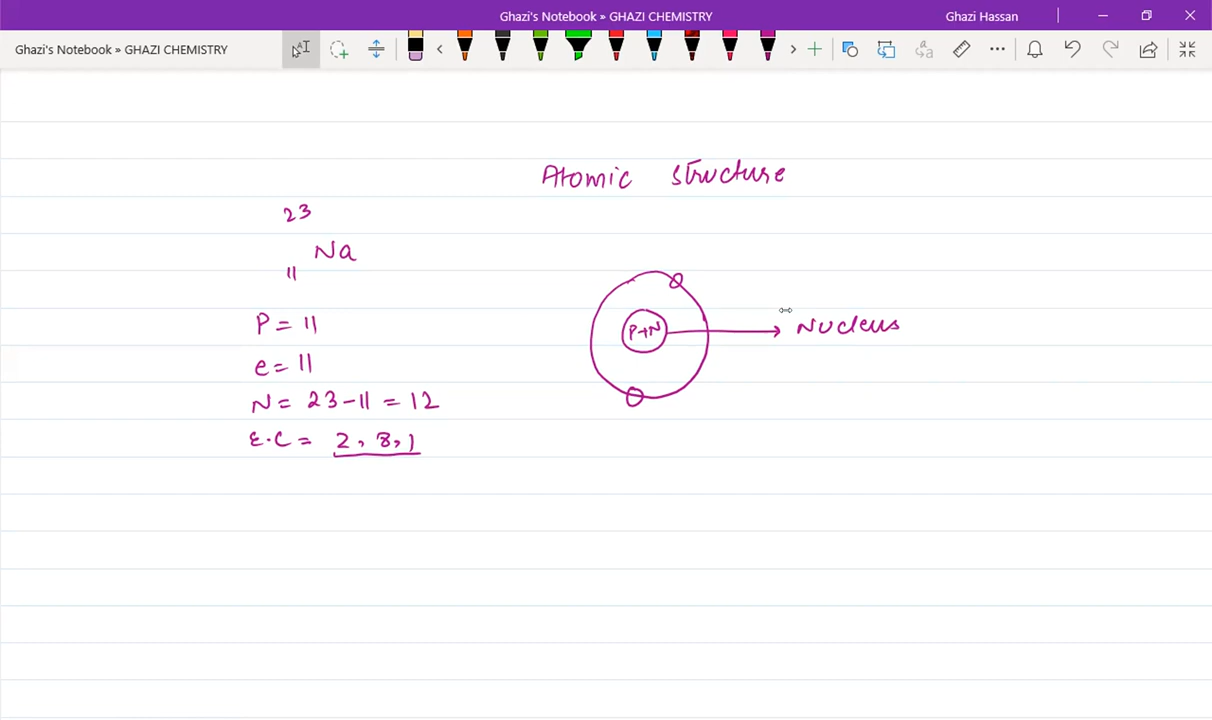 Ghazi's Notebook » GHAZI CHEMISTRY
Ghazi Hassan
Ghazi's Notebook » GHAZI CHEMISTRY
Atomic structure
23
Na
11
P = 11
e = 11
N = 23 - 11 = 12
E.C = 2, 8, 1
P+N
Nucleus